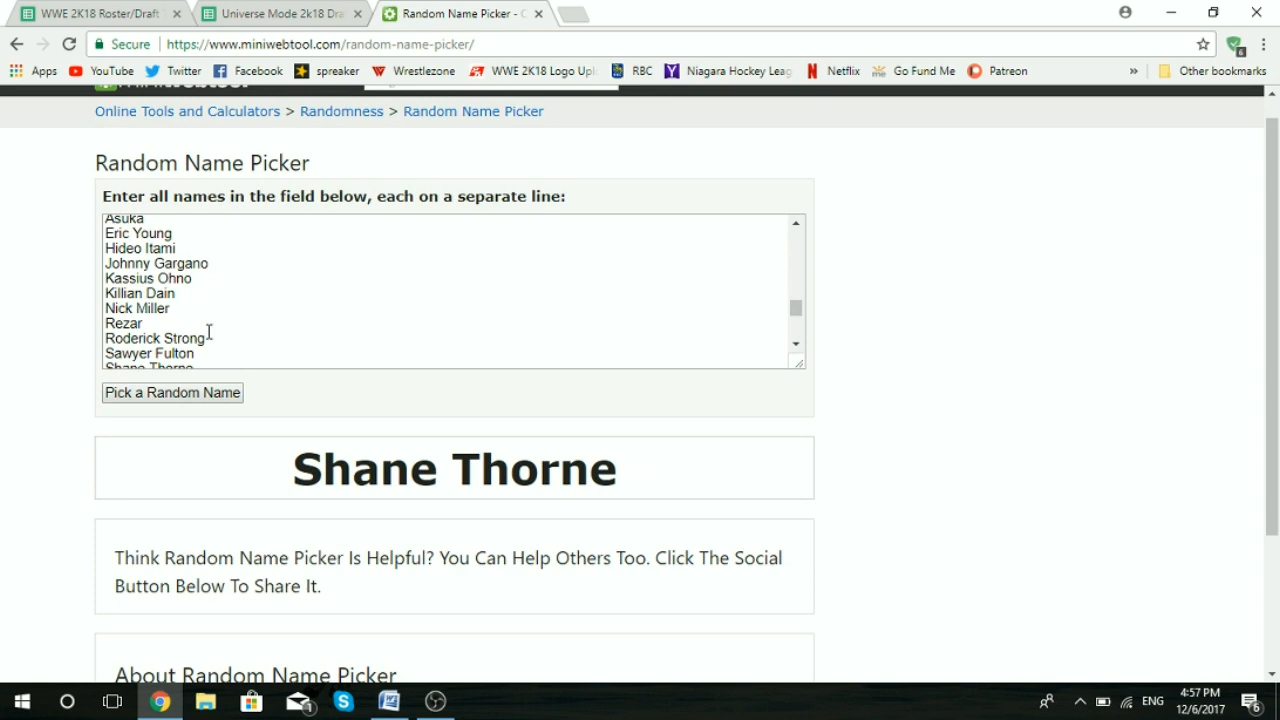 WWE 2K18 Roster/Draft
Universe Mode 2k18 Dra
Random Name Picker - C
Secure
https://www.miniwebtool.com/random-name-picker/
Apps
YouTube
Twitter
Facebook
spreaker
Wrestlezone
WWE 2K18 Logo Upl
RBC
Niagara Hockey Leag
Netflix
Go Fund Me
Patreon
»
Other bookmarks
Online Tools and Calculators > Randomness > Random Name Picker
Random Name Picker
Enter all names in the field below, each on a separate line:
Asuka
Eric Young
Hideo Itami
Johnny Gargano
Kassius Ohno
Killian Dain
Nick Miller
Rezar
Roderick Strong
Sawyer Fulton
Shane Thorne
Pick a Random Name
Shane Thorne
Think Random Name Picker Is Helpful? You Can Help Others Too. Click The Social
Button Below To Share It.
About Random Name Picker
ENG
4:57 PM
12/6/2017